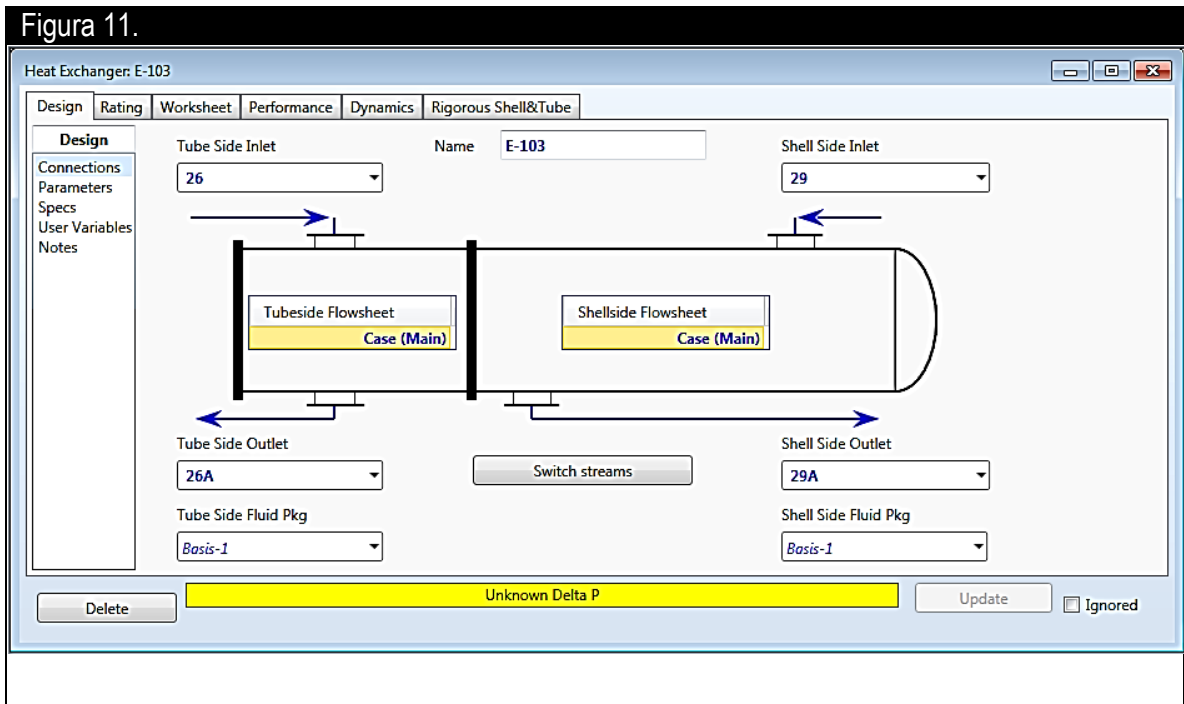 Figura 11.
Heat Exchanger: E-103
Design Rating Worksheet Performance Dynamics Rigorous Shell&Tube
Design
Connections
Parameters
Specs
User Variables
Notes
Tube Side Inlet
26
Name E-103
Shell Side Inlet
29
Tubeside Flowsheet
Case (Main)
Shellside Flowsheet
Case (Main)
Tube Side Outlet
26A
Switch streams
Shell Side Outlet
29A
Tube Side Fluid Pkg
Basis-1
Shell Side Fluid Pkg
Basis-1
Delete
Unknown Delta P
Update
Ignored